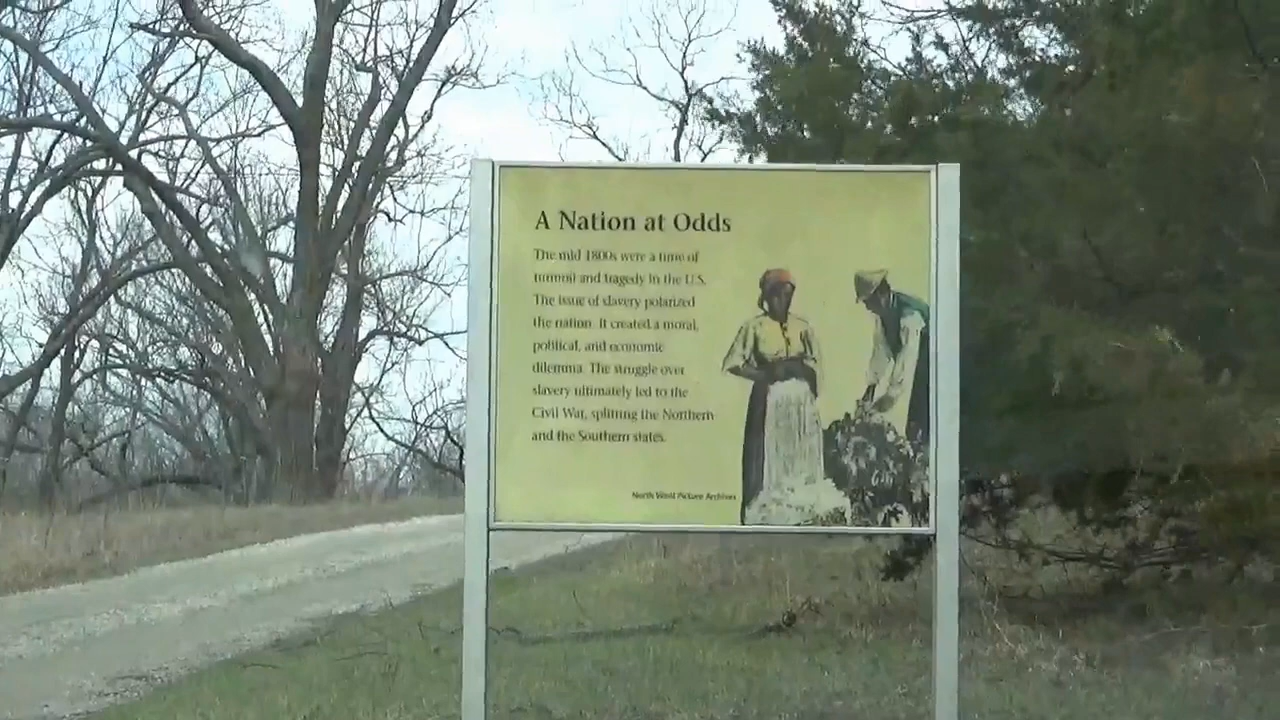 A Nation at Odds
The mid 1800s were a time of
turmoil and tragedy in the U.S.
The issue of slavery polarized
the nation. It created a moral,
political, and economic
dilemma. The struggle over
slavery ultimately led to the
Civil War, splitting the Northern
and the Southern states.
North Wind Picture Archives